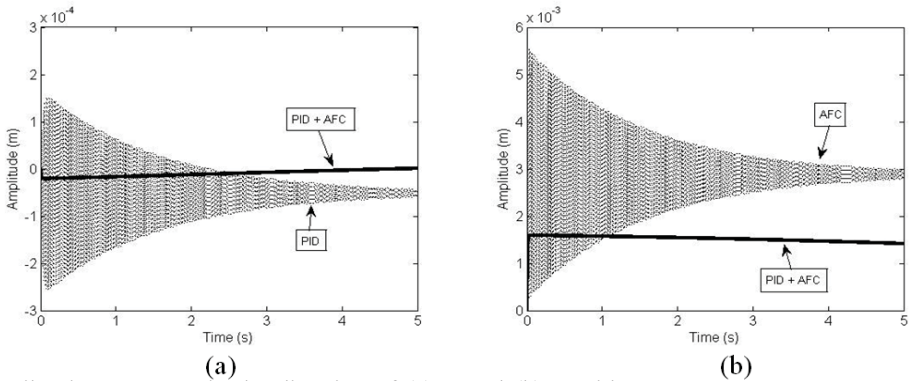 x 10-4
3
2
1
0
-1
-2
-3
Amplitude (m)
PID + AFC
PID
0 1 2 3 4 5
Time (s)
(a)
x 10-3
6
5
4
3
2
1
0
Amplitude (m)
AFC
PID + AFC
0 1 2 3 4 5
Time (s)
(b)